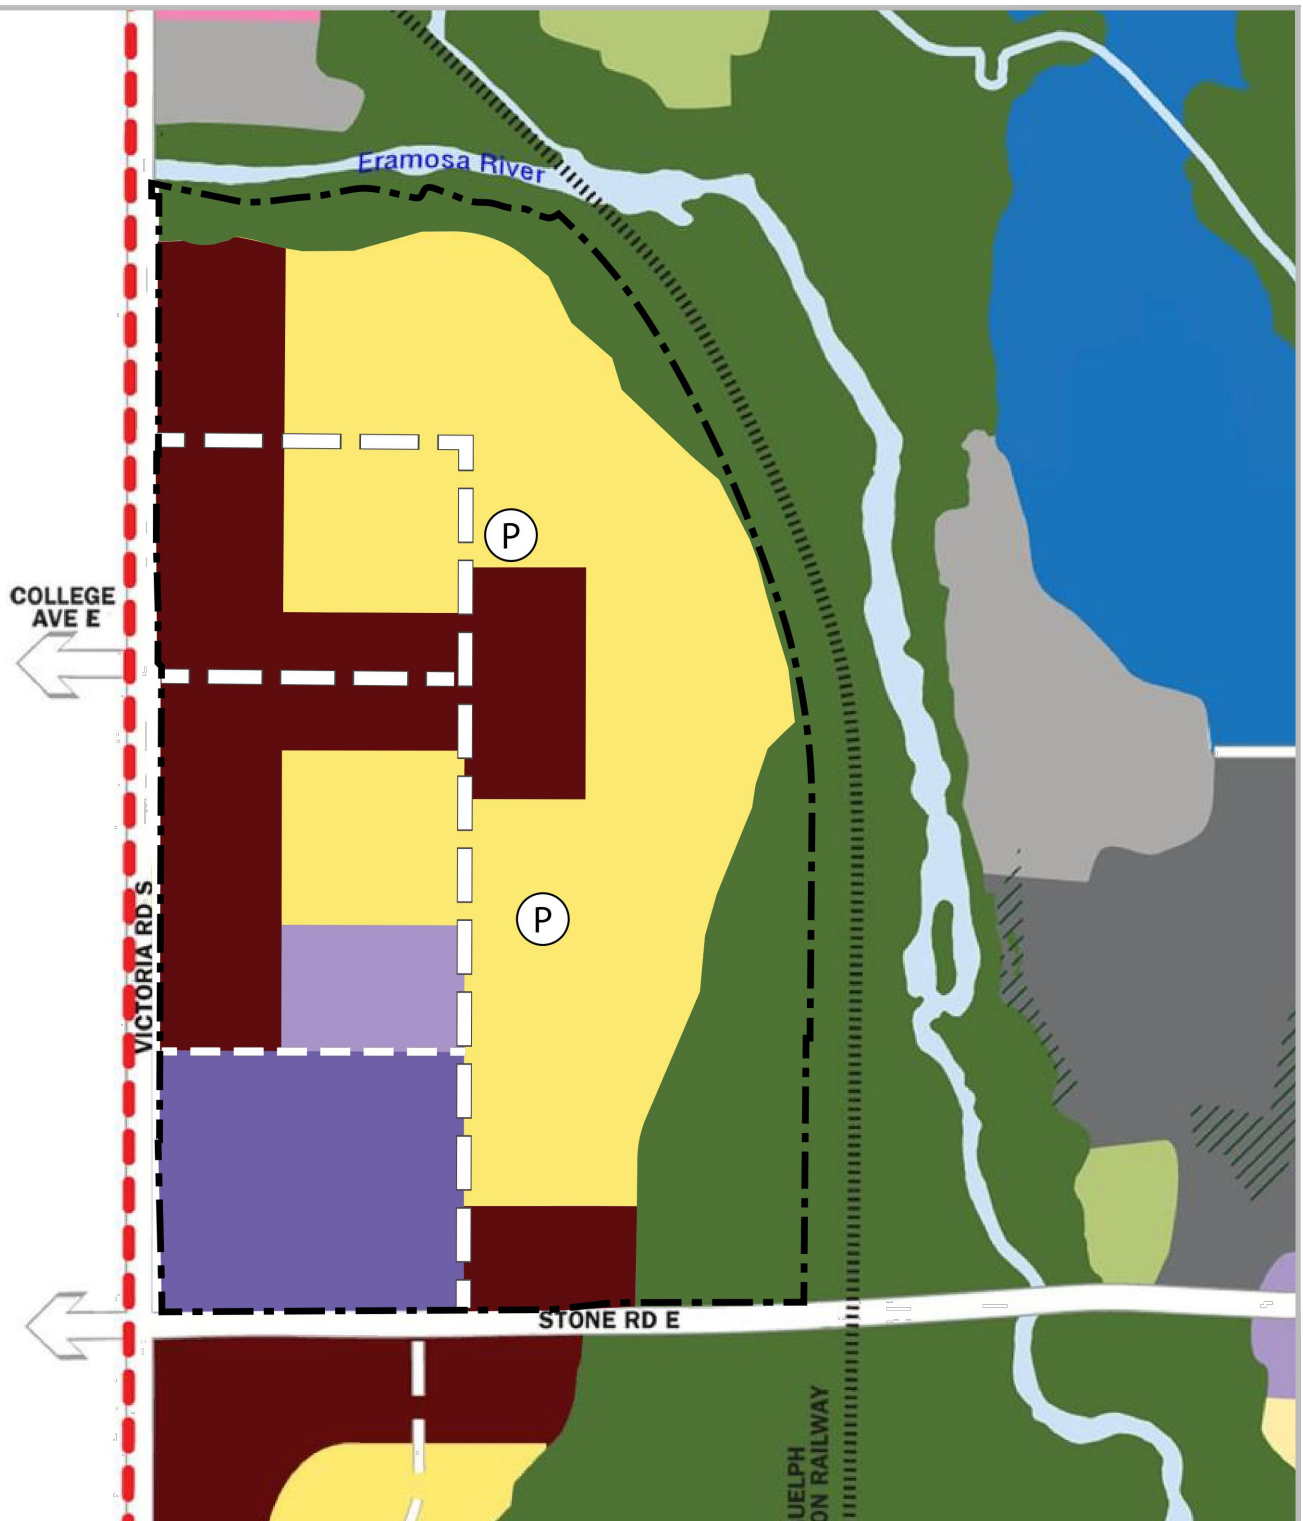 Eramosa River
P
COLLEGE
AVE E
VICTORIA RD S
P
STONE RD E
UELPH
ON RAILWAY